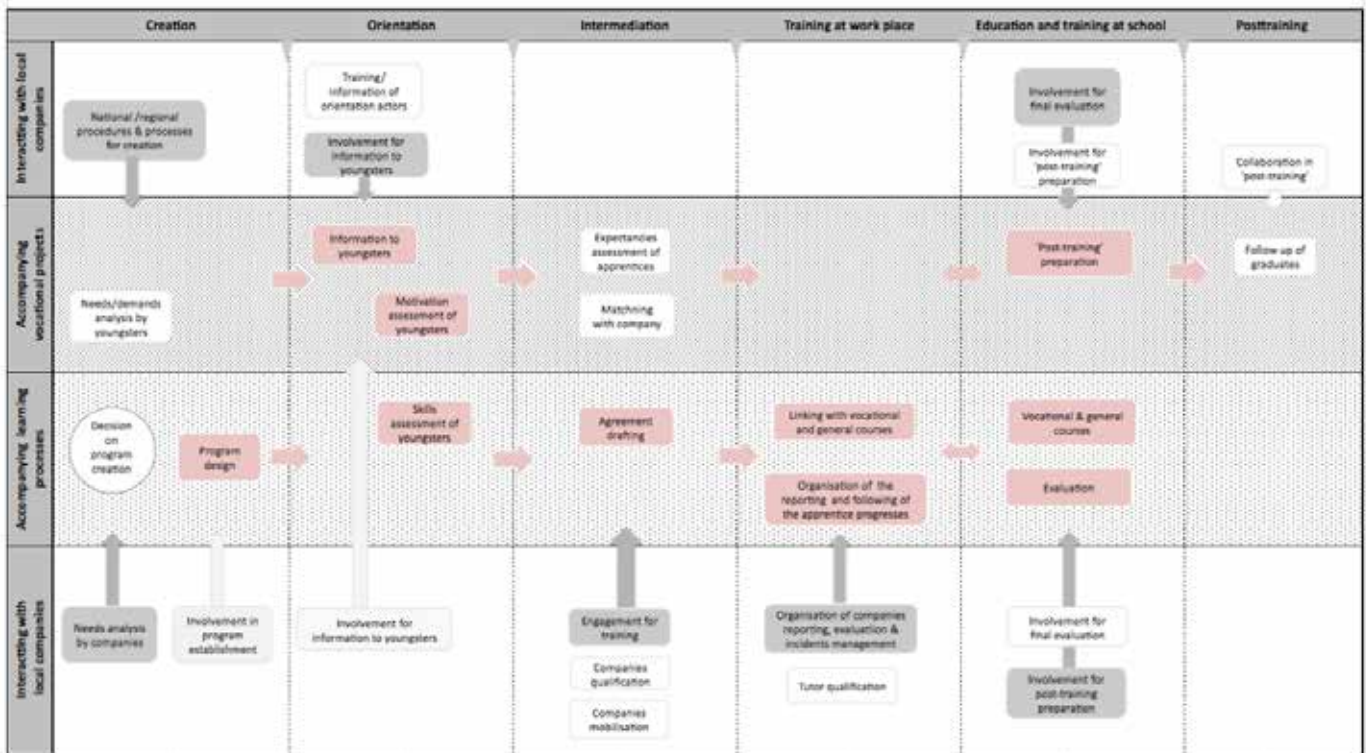 Creation
Orientation
Intermediation
Training at work place
Education and training at school
Posttraining
Interactting with local
companies
National /regional
procedures & processes
for creation
Training/
information of
orientation actors
Involvement for
information to
youngsters
Involvement for
final evaluation
Involvement for
'post-training'
preparation
Collaboration in
'post-training'
Accompanying
vocational projects
Needs/demands
analysis by
youngsters
Information to
youngsters
Motivation
assessment of
youngsters
Expectancies
assessment of
apprentices
Matchning
with company
'Post-training'
preparation
Follow up of
graduates
Accompanying learning
processes
Decision
on
program
creation
Program
design
Skills
assessment of
youngsters
Agreement
drafting
Linking with vocational
and general courses
Organisation of the
reporting and following of
the apprentice progresses
Vocational & general
courses
Evaluation
Interactting with
local companies
Needs analysis
by companies
Involvement in
program
establishment
Involvement for
information to youngsters
Engagement for
training
Companies
qualification
Companies
mobilisation
Organisation of companies
reporting, evaluation &
incidents management
Tutor qualification
Involvement for
final evaluation
Involvement for
post-training
preparation